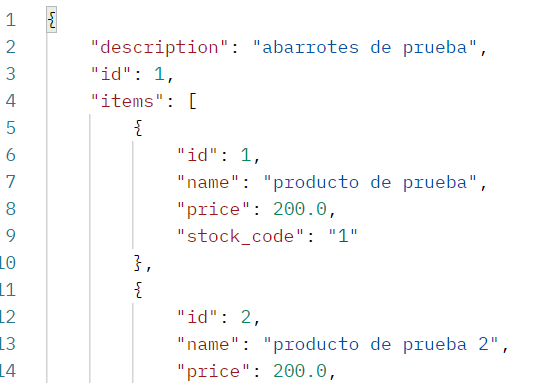 1 {
2 "description": "abarrotes de prueba",
3 "id": 1,
4 "items": [
5 {
6 "id": 1,
7 "name": "producto de prueba",
8 "price": 200.0,
9 "stock_code": "1"
10 },
11 {
12 "id": 2,
13 "name": "producto de prueba 2",
14 "price": 200.0,